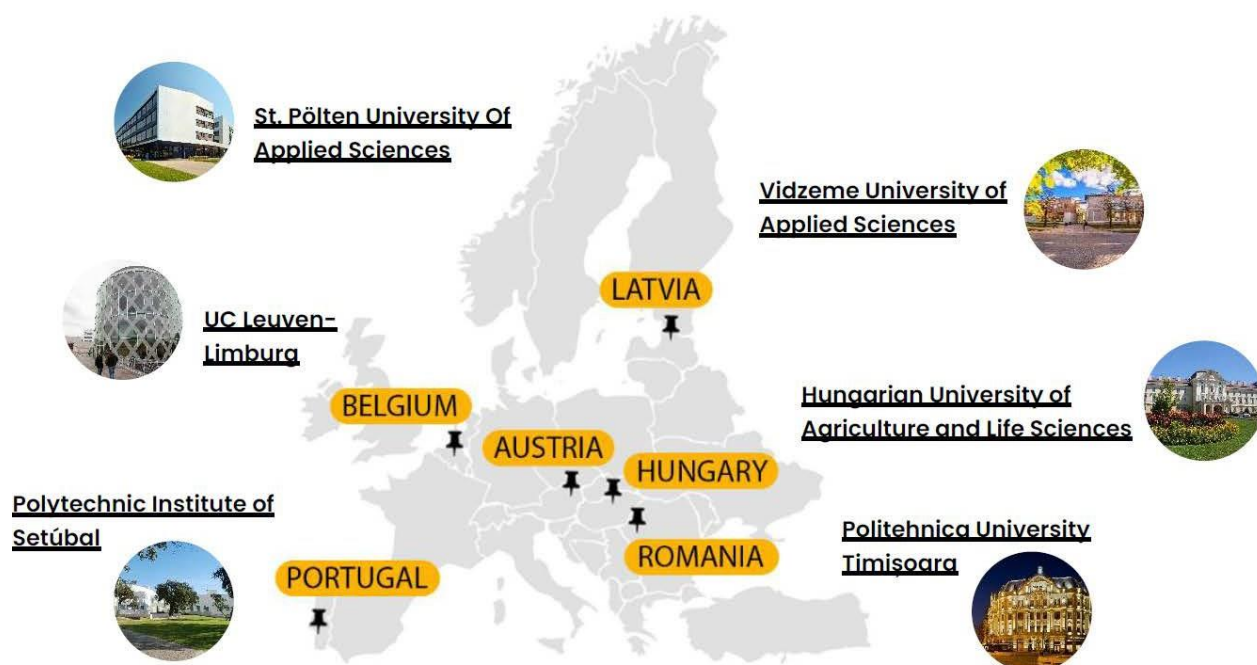 St. Pölten University Of
Applied Sciences
Vidzeme University of
Applied Sciences
LATVIA
UC Leuven-
Limburg
BELGIUM
Hungarian University of
Agriculture and Life Sciences
AUSTRIA
HUNGARY
Polytechnic Institute of
Setúbal
Politehnica University
Timișoara
ROMANIA
PORTUGAL